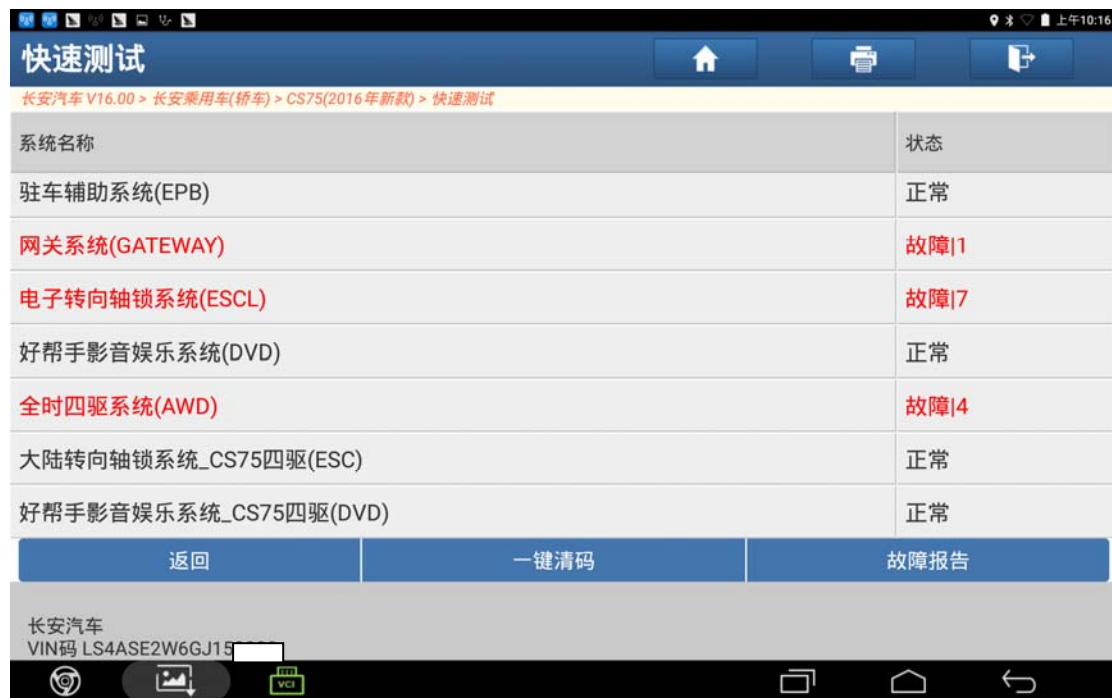 上午10:16
快速测试
长安汽车 V16.00 > 长安乘用车(轿车) > CS75(2016年新款) > 快速测试
系统名称 状态
驻车辅助系统(EPB) 正常
网关系统(GATEWAY) 故障|1
电子转向轴锁系统(ESCL) 故障|7
好帮手影音娱乐系统(DVD) 正常
全时四驱系统(AWD) 故障|4
大陆转向轴锁系统_CS75四驱(ESC) 正常
好帮手影音娱乐系统_CS75四驱(DVD) 正常
返回 一键清码 故障报告
长安汽车
VIN码 LS4ASE2W6GJ15
VCI